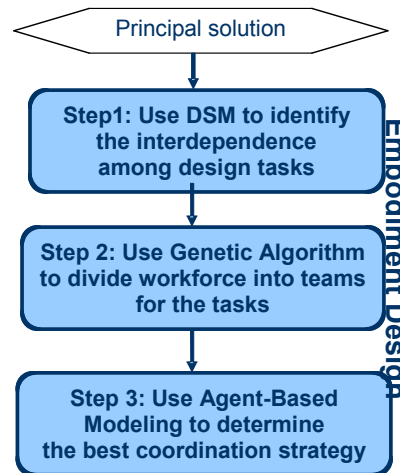 Principal solution
Step1: Use DSM to identify
the interdependence
among design tasks
Step 2: Use Genetic Algorithm
to divide workforce into teams
for the tasks
Step 3: Use Agent-Based
Modeling to determine
the best coordination strategy
Embodiment Design